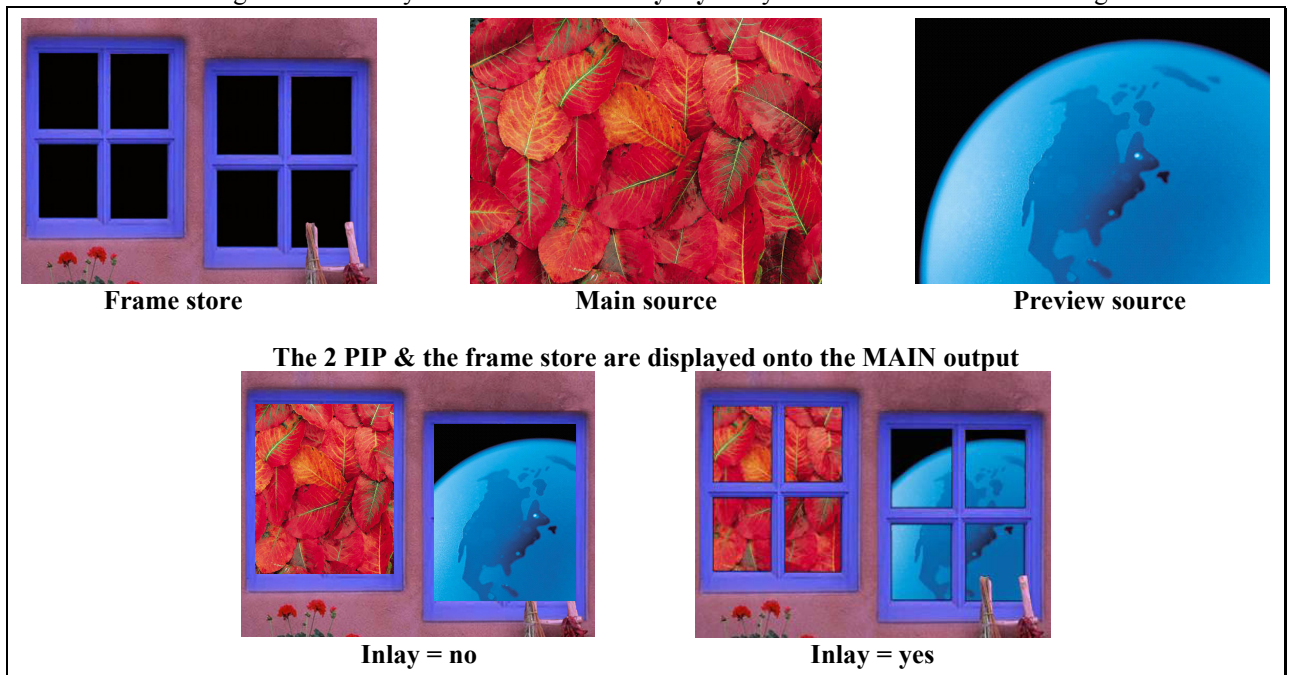 Frame store Main source Preview source
The 2 PIP & the frame store are displayed onto the MAIN output
Inlay = no Inlay = yes